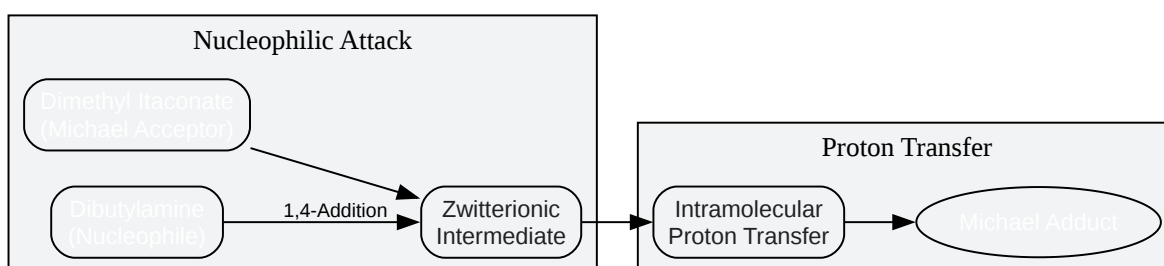 Nucleophilic Attack
Dimethyl Itaconate
(Michael Acceptor)
Dibutylamine
(Nucleophile)
1,4-Addition
Zwitterionic
Intermediate
Proton Transfer
Intramolecular
Proton Transfer
Michael Adduct